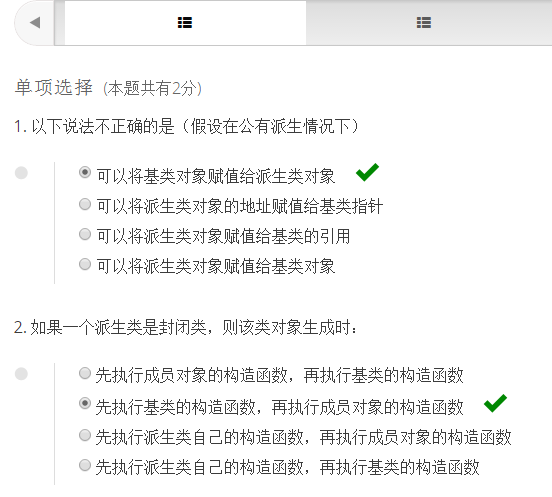 单项选择 (本题共有2分)
1. 以下说法不正确的是（假设在公有派生情况下）
可以将基类对象赋值给派生类对象
可以将派生类对象的地址赋值给基类指针
可以将派生类对象赋值给基类的引用
可以将派生类对象赋值给基类对象
2. 如果一个派生类是封闭类，则该类对象生成时：
先执行成员对象的构造函数，再执行基类的构造函数
先执行基类的构造函数，再执行成员对象的构造函数
先执行派生类自己的构造函数，再执行成员对象的构造函数
先执行派生类自己的构造函数，再执行基类的构造函数